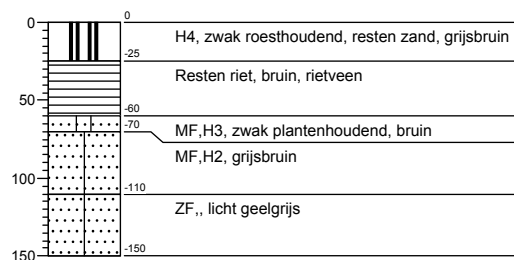 0
0
H4, zwak roesthoudend, resten zand, grijsbruin
-25
Resten riet, bruin, rietveen
50
-60
MF,H3, zwak plantenhoudend, bruin
-70
MF,H2, grijsbruin
100
-110
ZF,, licht geelgrijs
150
-150